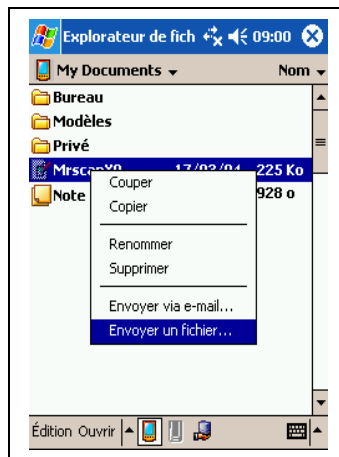 Explorateur de fich 09:00
My Documents Nom
Bureau
Modèles
Privé
17/03/04 225 Ko
Note 928 o
Couper
Copier
Renommer
Supprimer
Envoyer via e-mail...
Envoyer un fichier...
Édition Ouvrir